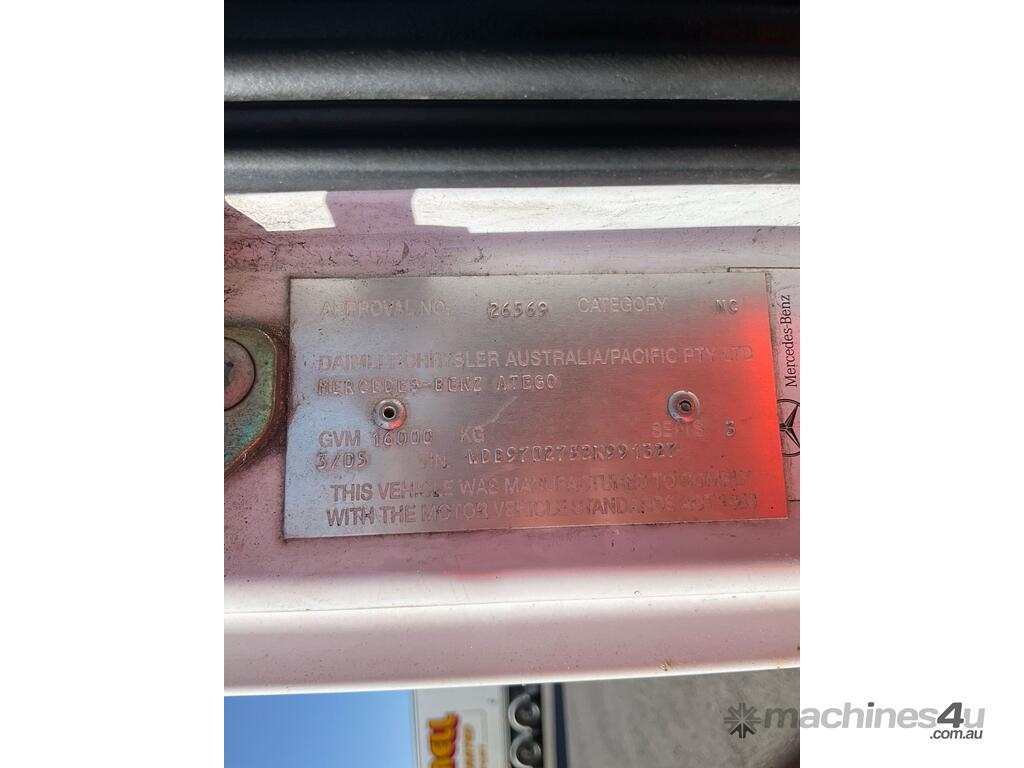 APPROVAL NO. 26569 CATEGORY NC
DAIMLERCHRYSLER AUSTRALIA/PACIFIC PTY LTD
MERCEDES-BENZ ATEGO
GVM 16000 KG SEATS 3
3/05 VIN
THIS VEHICLE WAS MANUFACTURED TO COMPLY
WITH THE MOTOR VEHICLE STANDARDS ACT 1989
Mercedes-Benz
machines4u
.com.au